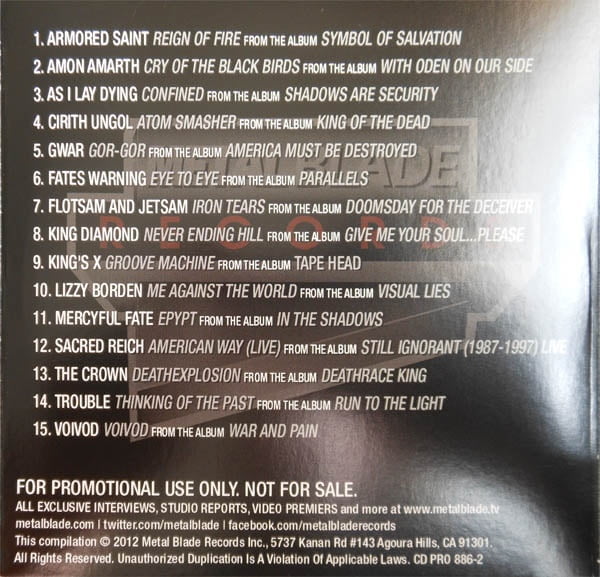 1. ARMORED SAINT REIGN OF FIRE FROM THE ALBUM SYMBOL OF SALVATION
2. AMON AMARTH CRY OF THE BLACK BIRDS FROM THE ALBUM WITH ODEN ON OUR SIDE
3. AS I LAY DYING CONFINED FROM THE ALBUM SHADOWS ARE SECURITY
4. CIRITH UNGOL ATOM SMASHER FROM THE ALBUM KING OF THE DEAD
5. GWAR GOR-GOR FROM THE ALBUM AMERICA MUST BE DESTROYED
6. FATES WARNING EYE TO EYE FROM THE ALBUM PARALLELS
7. FLOTSAM AND JETSAM IRON TEARS FROM THE ALBUM DOOMSDAY FOR THE DECEIVER
8. KING DIAMOND NEVER ENDING HILL FROM THE ALBUM GIVE ME YOUR SOUL...PLEASE
9. KING'S X GROOVE MACHINE FROM THE ALBUM TAPE HEAD
10. LIZZY BORDEN ME AGAINST THE WORLD FROM THE ALBUM VISUAL LIES
11. MERCYFUL FATE EPYPT FROM THE ALBUM IN THE SHADOWS
12. SACRED REICH AMERICAN WAY (LIVE) FROM THE ALBUM STILL IGNORANT (1987-1997) LIVE
13. THE CROWN DEATHEXPLOSION FROM THE ALBUM DEATHRACE KING
14. TROUBLE THINKING OF THE PAST FROM THE ALBUM RUN TO THE LIGHT
15. VOIVOD VOIVOD FROM THE ALBUM WAR AND PAIN
METAL BLADE
RECORDS
FOR PROMOTIONAL USE ONLY. NOT FOR SALE.
ALL EXCLUSIVE INTERVIEWS, STUDIO REPORTS, VIDEO PREMIERS and more at www.metalblade.tv
metalblade.com | twitter.com/metalblade | facebook.com/metalbladerecords
This compilation © 2012 Metal Blade Records Inc., 5737 Kanan Rd #143 Agoura Hills, CA 91301.
All Rights Reserved. Unauthorized Duplication Is A Violation Of Applicable Laws. CD PRO 886-2